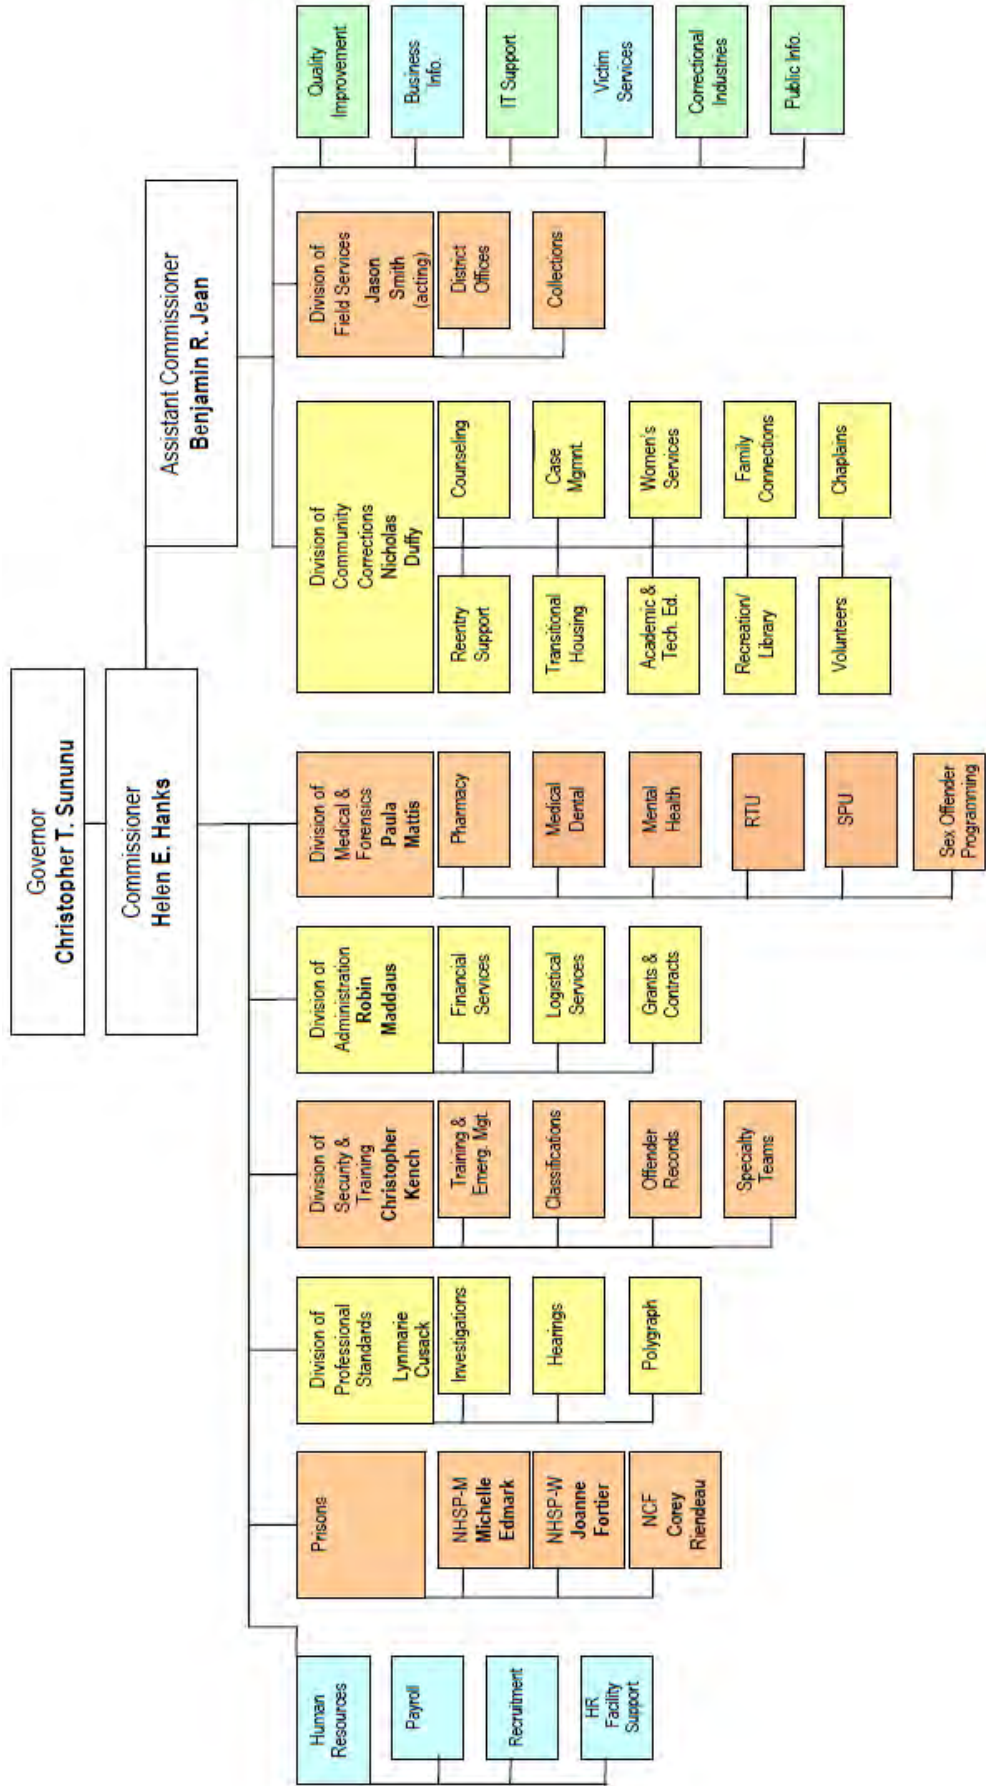 Governor
Christopher T. Sununu
Commissioner
Helen E. Hanks
Assistant Commissioner
Benjamin R. Jean
Human
Resources
Payroll
Recruitment
HR
Facility
Support
Prisons
NHSP-M
Michelle
Edmark
NHSP-W
Joanne
Fortier
NCF
Corey
Riendeau
Division of
Professional
Standards
Lynmarie
Cusack
Investigations
Hearings
Polygraph
Division of
Security &
Training
Christopher
Kench
Training &
Emerg. Mgt.
Classifications
Offender
Records
Specialty
Teams
Division of
Administration
Robin
Maddaus
Financial
Services
Logistical
Services
Grants &
Contracts
Division of
Medical &
Forensics
Paula
Mattis
Pharmacy
Medical
Dental
Mental
Health
RTU
SPU
Sex Offender
Programming
Division of
Community
Corrections
Nicholas
Duffy
Reentry
Support
Counseling
Transitional
Housing
Case
Mgmnt.
Academic &
Tech. Ed.
Women's
Services
Recreation/
Library
Family
Connections
Volunteers
Chaplains
Division of
Field Services
Jason
Smith
(acting)
District
Offices
Collections
Quality
Improvement
Business
Info.
IT Support
Victim
Services
Correctional
Industries
Public Info.